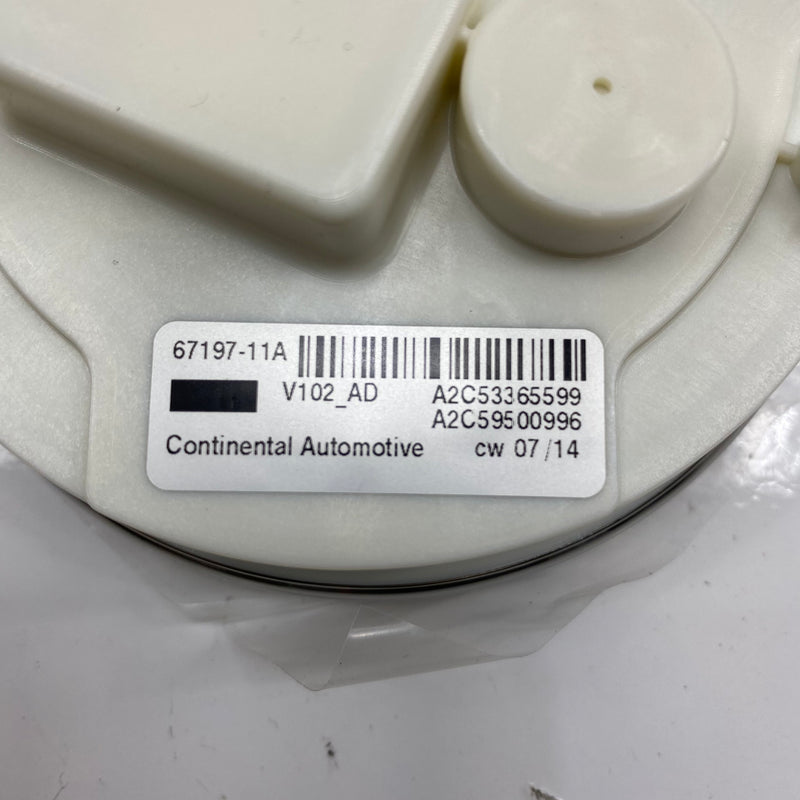 67197-11A
V102_AD A2C53365599
A2C59500996
Continental Automotive cw 07/14